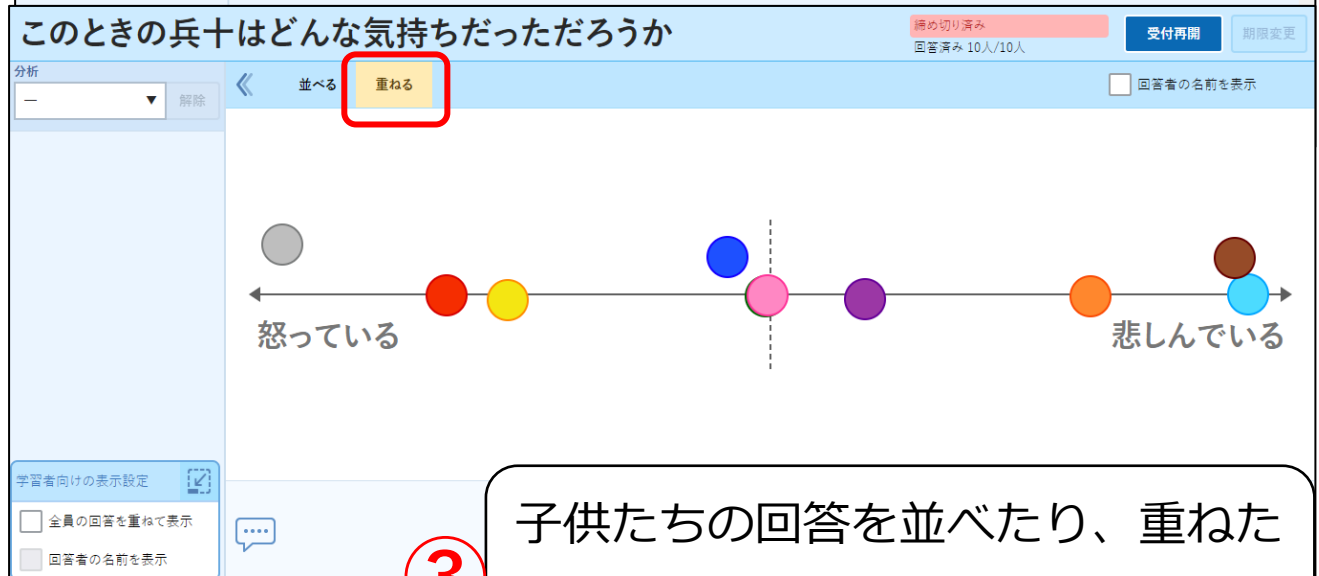 このときの兵十はどんな気持ちだっただろうか
締め切り済み
回答済み 10人/10人
受付再開
期限変更
分析
―
▼
解除
《
並べる
重ねる
回答者の名前を表示
怒っている
悲しんでいる
学習者向けの表示設定
全員の回答を重ねて表示
回答者の名前を表示
③
子供たちの回答を並べたり、重ねた